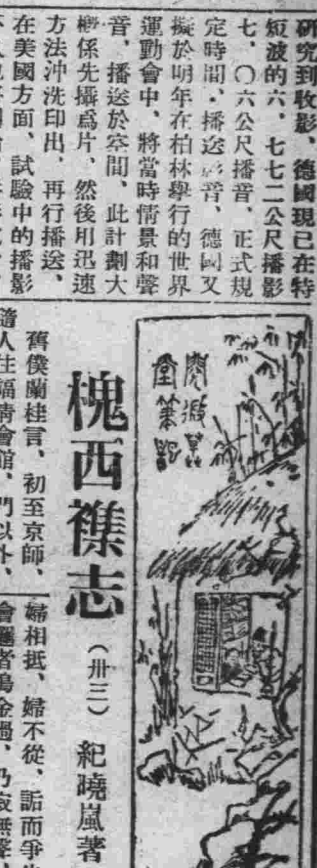 研究到收影、德國現已在特
短波的六、七七二公尺播影
七、〇六公尺播音、正式規
定時間、播送影音、德國又
擬於明年在柏林舉行的世界
運動會中、將當時情景和聲
音、播送於空間、此計劃大
概係先攝爲片、然後用迅速
方法沖洗印出、再行播送、
在美國方面、試驗中的播影
閱微草
堂筆記
槐西襍志
(卅三)
紀曉嵐著
舊僕蘭桂言、初至京師、
隨人住福清會館、門以外、
婦相抵、婦不從、詬而爭
會邏者鳴金過、乃寂無聲、